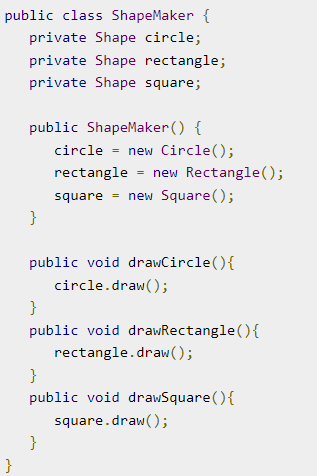 public class ShapeMaker {
   private Shape circle;
   private Shape rectangle;
   private Shape square;

   public ShapeMaker() {
      circle = new Circle();
      rectangle = new Rectangle();
      square = new Square();
   }

   public void drawCircle(){
      circle.draw();
   }
   public void drawRectangle(){
      rectangle.draw();
   }
   public void drawSquare(){
      square.draw();
   }
}